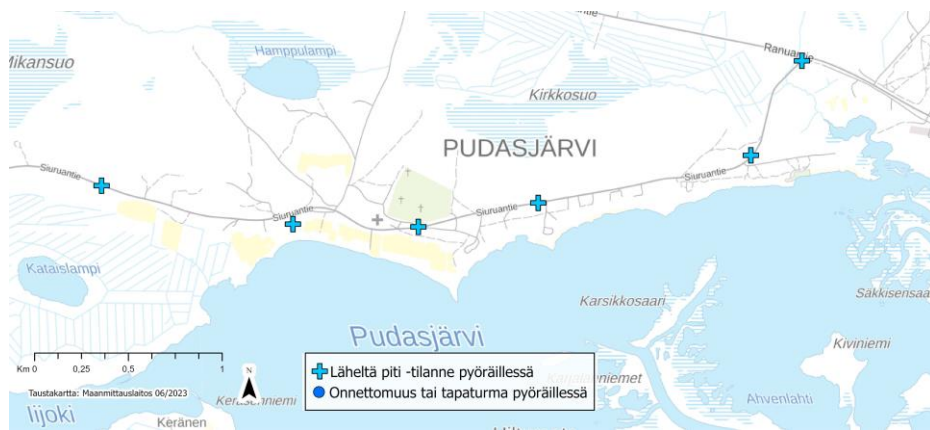 Hamppulampi
Mikansuo
Ranuantie
Kirkkosuo
PUDASJÄRVI
Siuruantie
Siuruantie
Siuruantie
Siuruantie
Kataislampi
Karsikkosaari
Säkkisensaa
Pudasjärvi
Kiviniemi
Km 0 0,25 0,5 1
N
Läheltä piti -tilanne pyöräillessä
Taustakartta: Maanmittauslaitos 06/2023
Onnettomuus tai tapaturma pyöräillessä
Ahvenlahti
Iijoki
Keränen